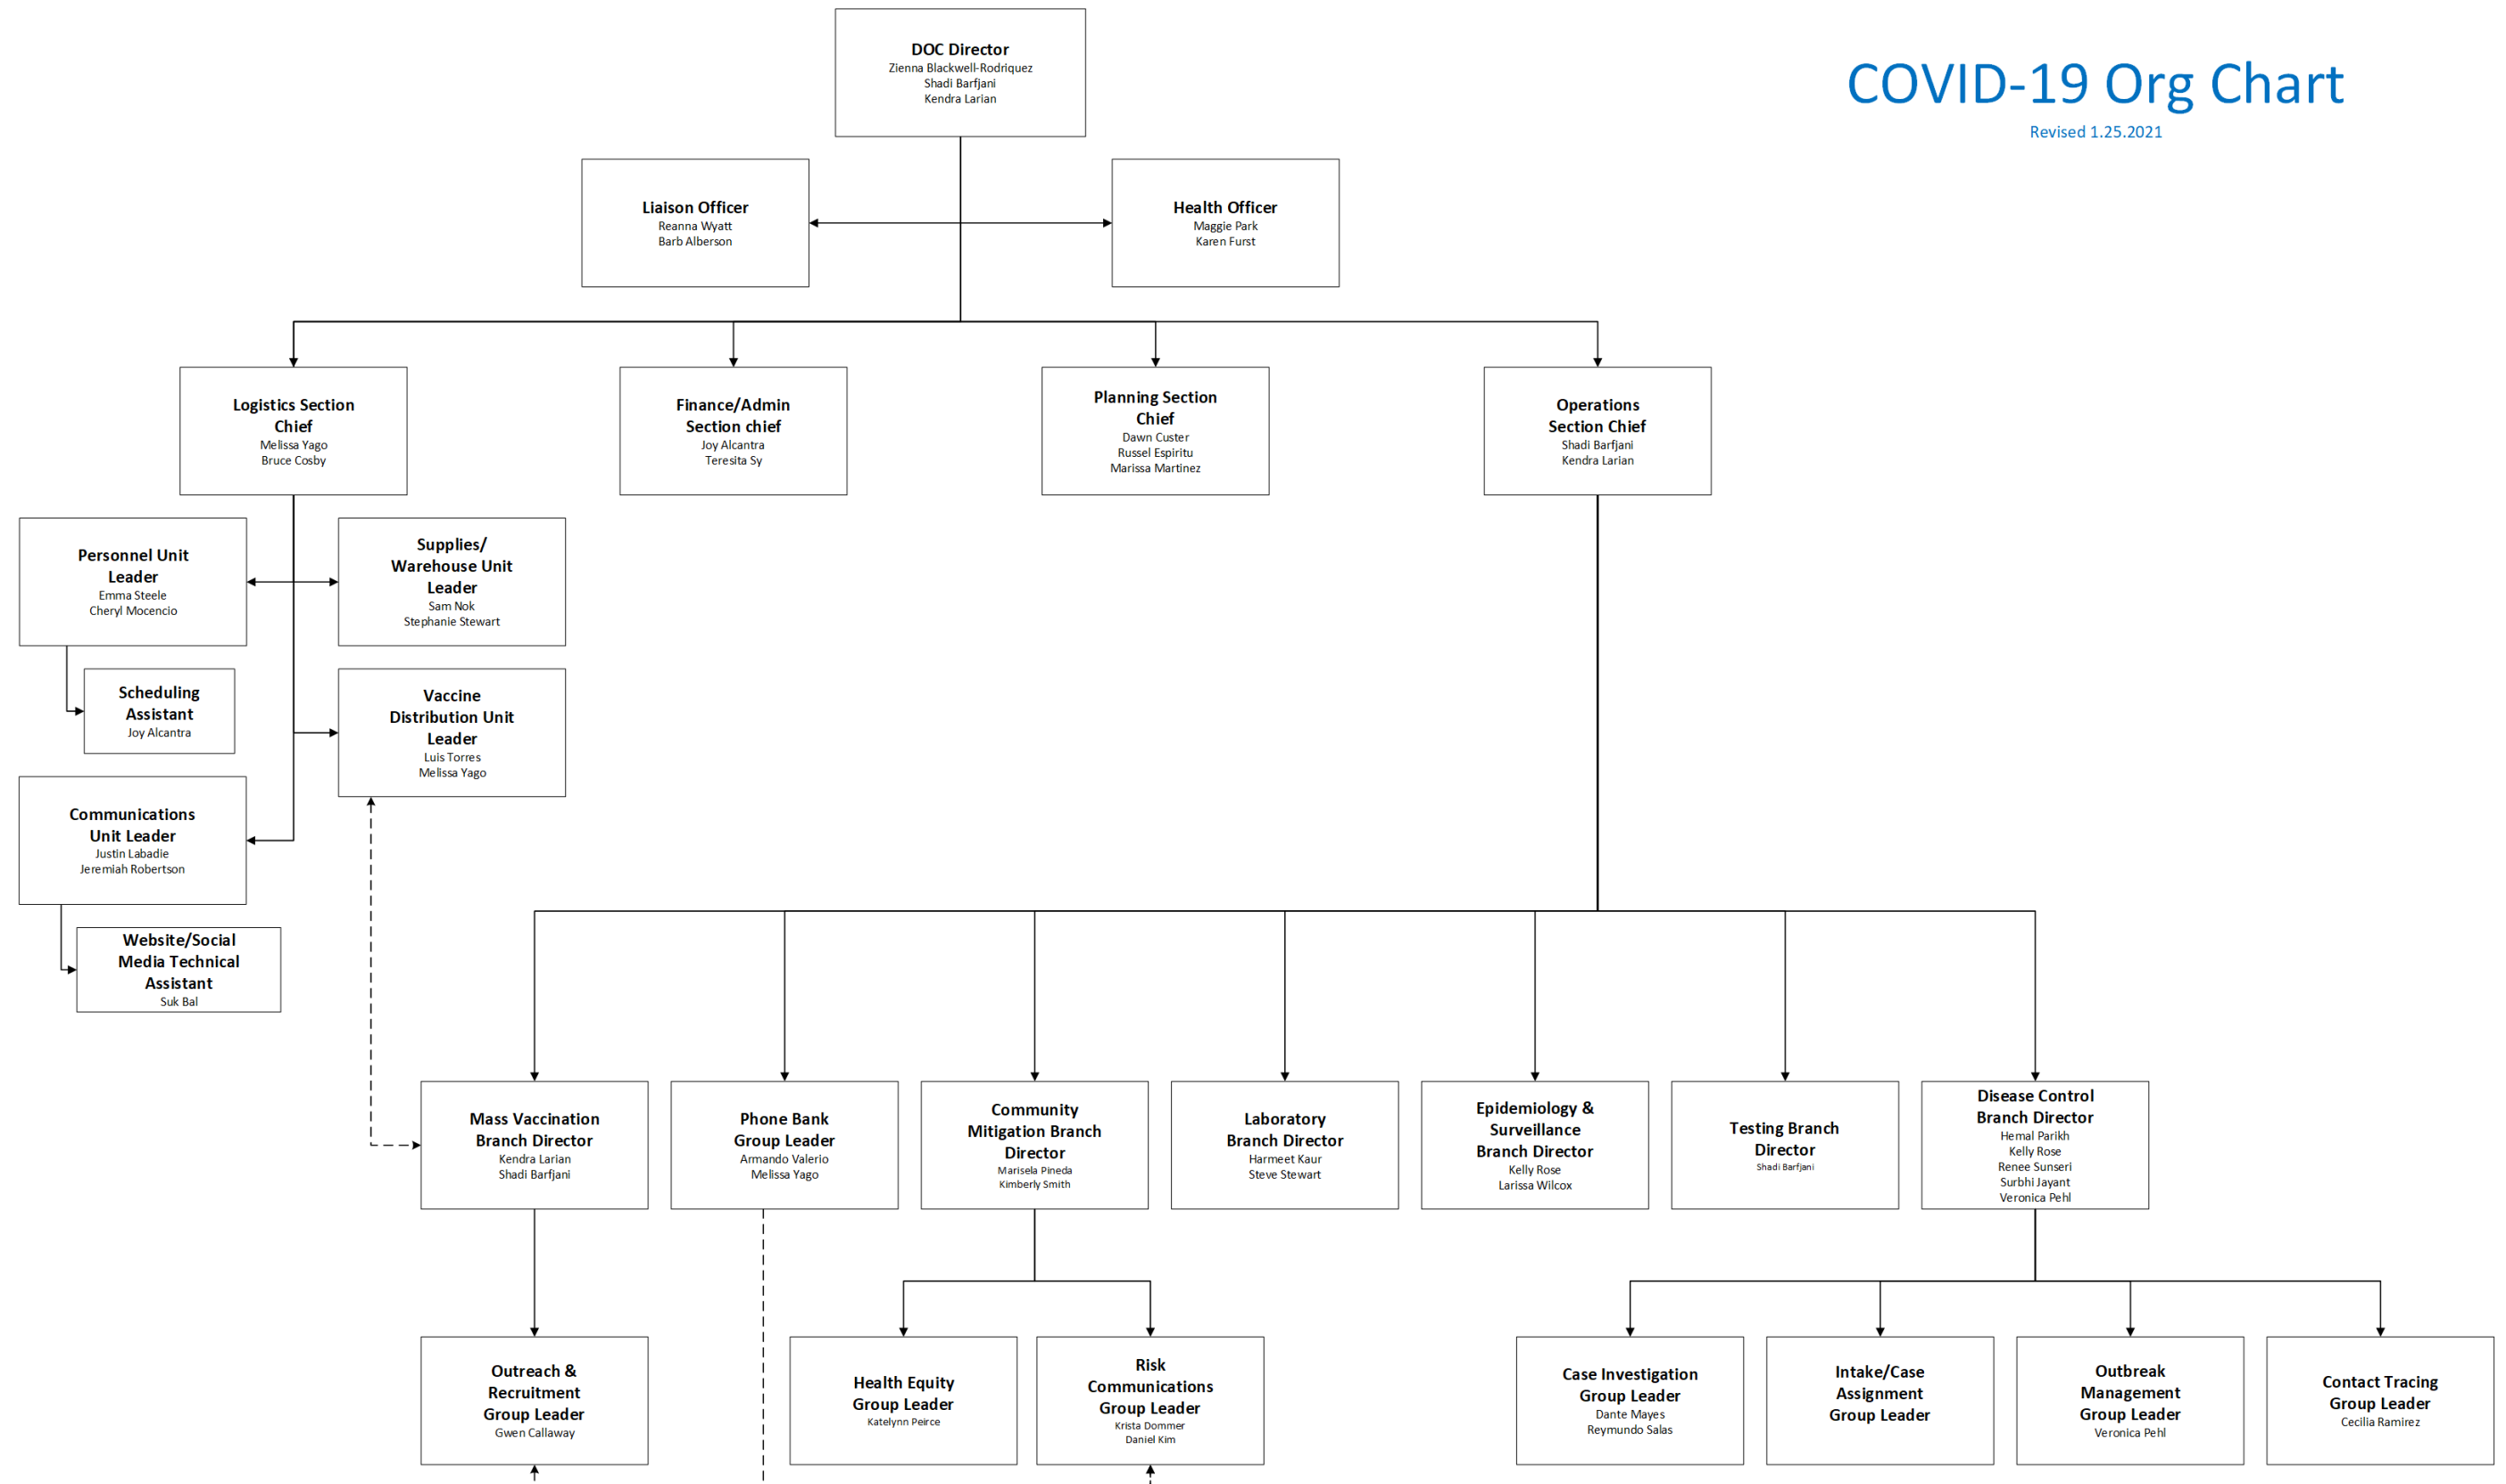 DOC Director
Zienna Blackwell-Rodriquez
Shadi Barfjani
Kendra Larian
COVID-19 Org Chart
Revised 1.25.2021
Liaison Officer
Reanna Wyatt
Barb Alberson
Health Officer
Maggie Park
Karen Furst
Logistics Section
Chief
Melissa Yago
Bruce Cosby
Finance/Admin
Section chief
Joy Alcantra
Teresita Sy
Planning Section
Chief
Dawn Custer
Russel Espiritu
Marissa Martinez
Operations
Section Chief
Shadi Barfjani
Kendra Larian
Personnel Unit
Leader
Emma Steele
Cheryl Mocencio
Supplies/
Warehouse Unit
Leader
Sam Nok
Stephanie Stewart
Scheduling
Assistant
Joy Alcantra
Vaccine
Distribution Unit
Leader
Luis Torres
Melissa Yago
Communications
Unit Leader
Justin Labadie
Jeremiah Robertson
Website/Social
Media Technical
Assistant
Suk Bal
Mass Vaccination
Branch Director
Kendra Larian
Shadi Barfjani
Phone Bank
Group Leader
Armando Valerio
Melissa Yago
Community
Mitigation Branch
Director
Marisela Pineda
Kimberly Smith
Laboratory
Branch Director
Harmeet Kaur
Steve Stewart
Epidemiology &
Surveillance
Branch Director
Kelly Rose
Larissa Wilcox
Testing Branch
Director
Shadi Barfjani
Disease Control
Branch Director
Hemal Parikh
Kelly Rose
Renee Sunseri
Surbhi Jayant
Veronica Pehl
Outreach &
Recruitment
Group Leader
Gwen Callaway
Health Equity
Group Leader
Katelynn Peirce
Risk
Communications
Group Leader
Krista Dommer
Daniel Kim
Case Investigation
Group Leader
Dante Mayes
Reymundo Salas
Intake/Case
Assignment
Group Leader
Outbreak
Management
Group Leader
Veronica Pehl
Contact Tracing
Group Leader
Cecilia Ramirez